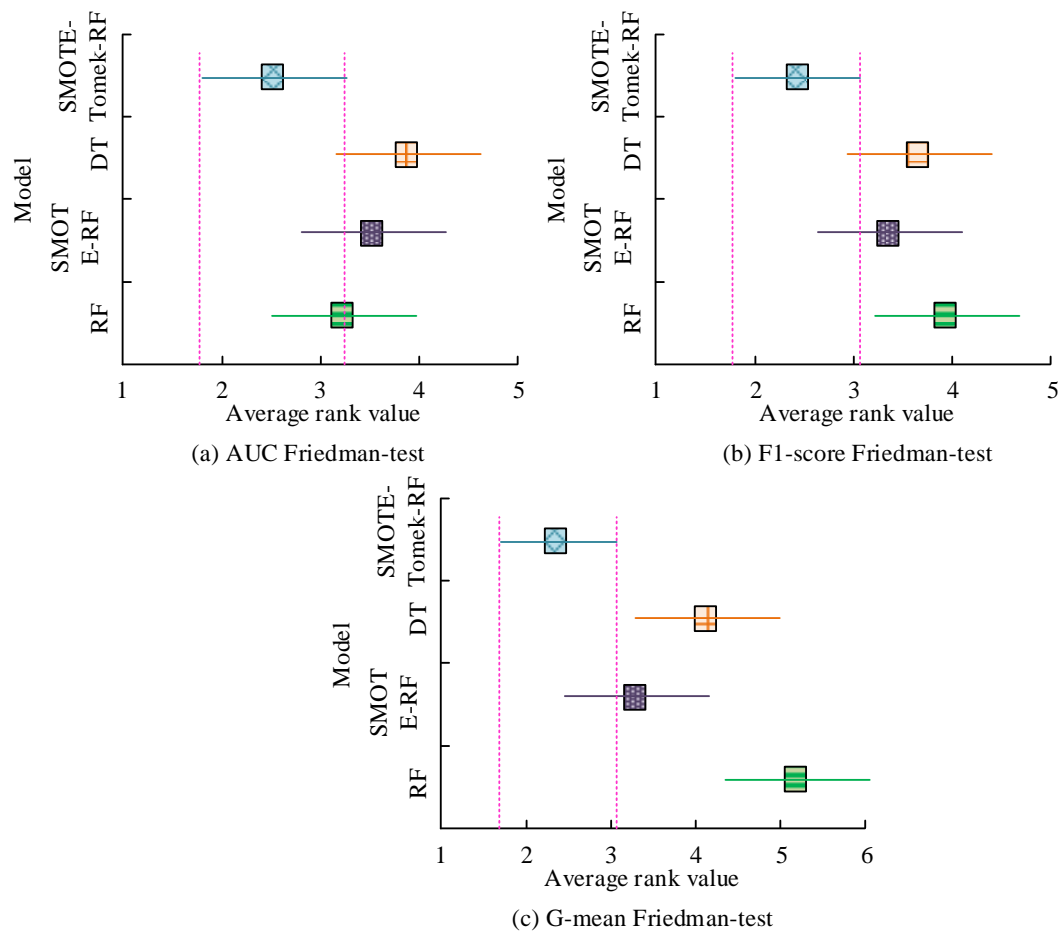 Model
SMOTE-
Tomek-RF
DT
SMOT
E-RF
RF
1 2 3 4 5
Average rank value
(a) AUC Friedman-test
Model
SMOTE-
Tomek-RF
DT
SMOT
E-RF
RF
1 2 3 4 5
Average rank value
(b) F1-score Friedman-test
Model
SMOTE-
Tomek-RF
DT
SMOT
E-RF
RF
1 2 3 4 5 6
Average rank value
(c) G-mean Friedman-test